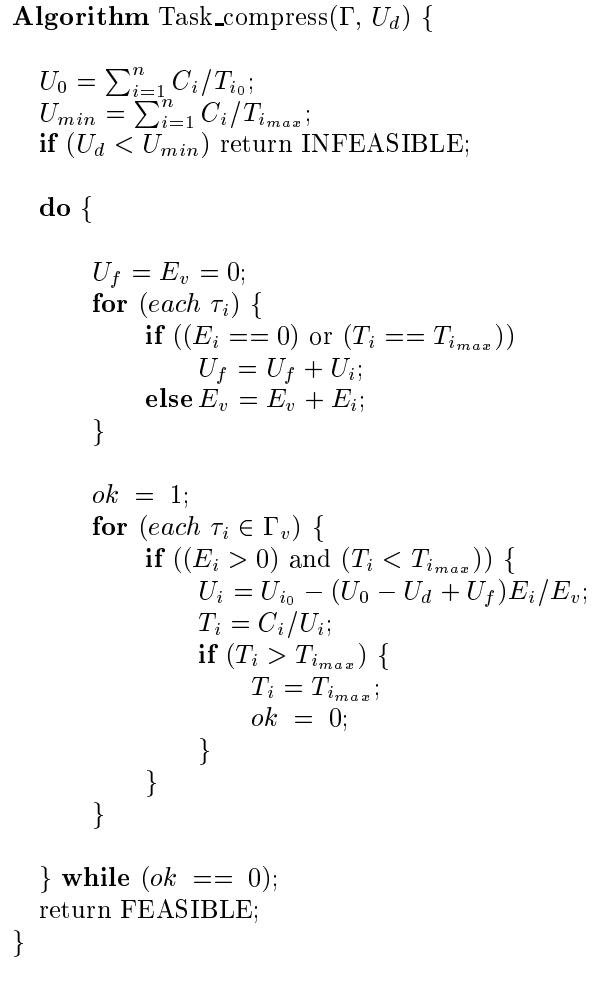 Algorithm Task_compress(Γ, U_d) {
U_0 = ∑_{i=1}^{n} C_i/T_{i_0};
U_{min} = ∑_{i=1}^{n} C_i/T_{i_{max}};
if (U_d < U_{min}) return INFEASIBLE;
do {
U_f = E_v = 0;
for (each τ_i) {
if ((E_i == 0) or (T_i == T_{i_{max}}))
U_f = U_f + U_i;
else E_v = E_v + E_i;
}
ok = 1;
for (each τ_i ∈ Γ_v) {
if ((E_i > 0) and (T_i < T_{i_{max}})) {
U_i = U_{i_0} − (U_0 − U_d + U_f)E_i/E_v;
T_i = C_i/U_i;
if (T_i > T_{i_{max}}) {
T_i = T_{i_{max}};
ok = 0;
}
}
}
} while (ok == 0);
return FEASIBLE;
}